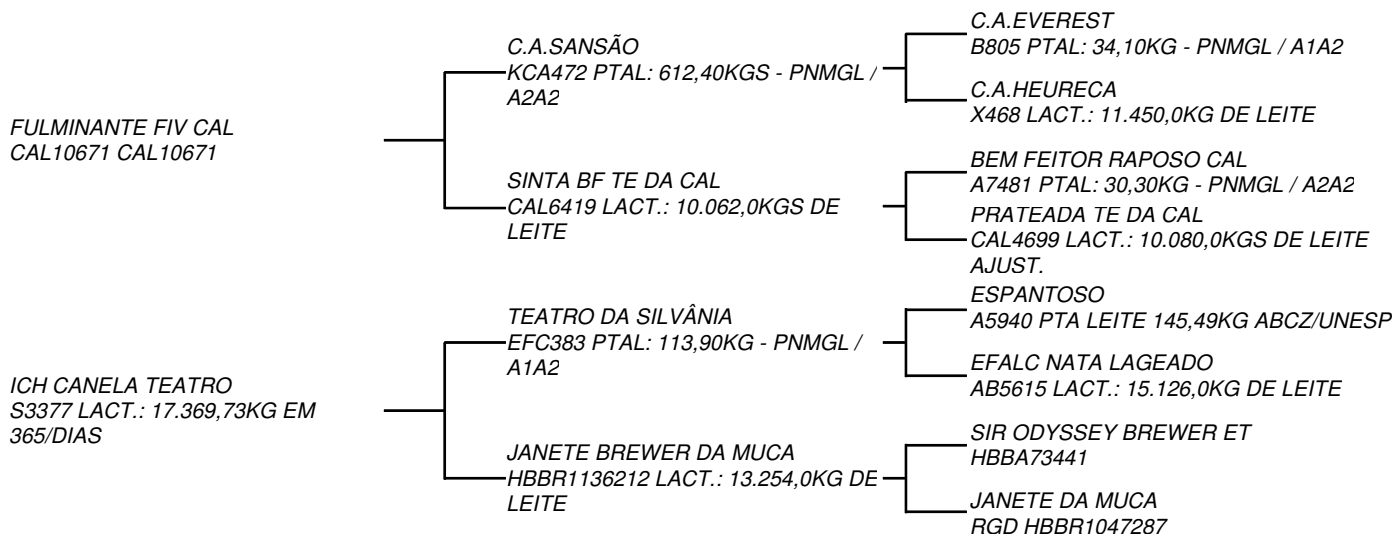 FULMINANTE FIV CAL
CAL10671 CAL10671
C.A.SANSÃO
KCA472 PTAL: 612,40KGS - PNMGL /
A2A2
C.A.EVEREST
B805 PTAL: 34,10KG - PNMGL / A1A2
C.A.HEURECA
X468 LACT.: 11.450,0KG DE LEITE
SINTA BF TE DA CAL
CAL6419 LACT.: 10.062,0KGS DE
LEITE
BEM FEITOR RAPOSO CAL
A7481 PTAL: 30,30KG - PNMGL / A2A2
PRATEADA TE DA CAL
CAL4699 LACT.: 10.080,0KGS DE LEITE
AJUST.
ICH CANELA TEATRO
S3377 LACT.: 17.369,73KG EM
365/DIAS
TEATRO DA SILVÂNIA
EFC383 PTAL: 113,90KG - PNMGL /
A1A2
ESPANTOSO
A5940 PTA LEITE 145,49KG ABCZ/UNESP
EFALC NATA LAGEADO
AB5615 LACT.: 15.126,0KG DE LEITE
JANETE BREWER DA MUCA
HBBR1136212 LACT.: 13.254,0KG DE
LEITE
SIR ODYSSEY BREWER ET
HBBA73441
JANETE DA MUCA
RGD HBBR1047287